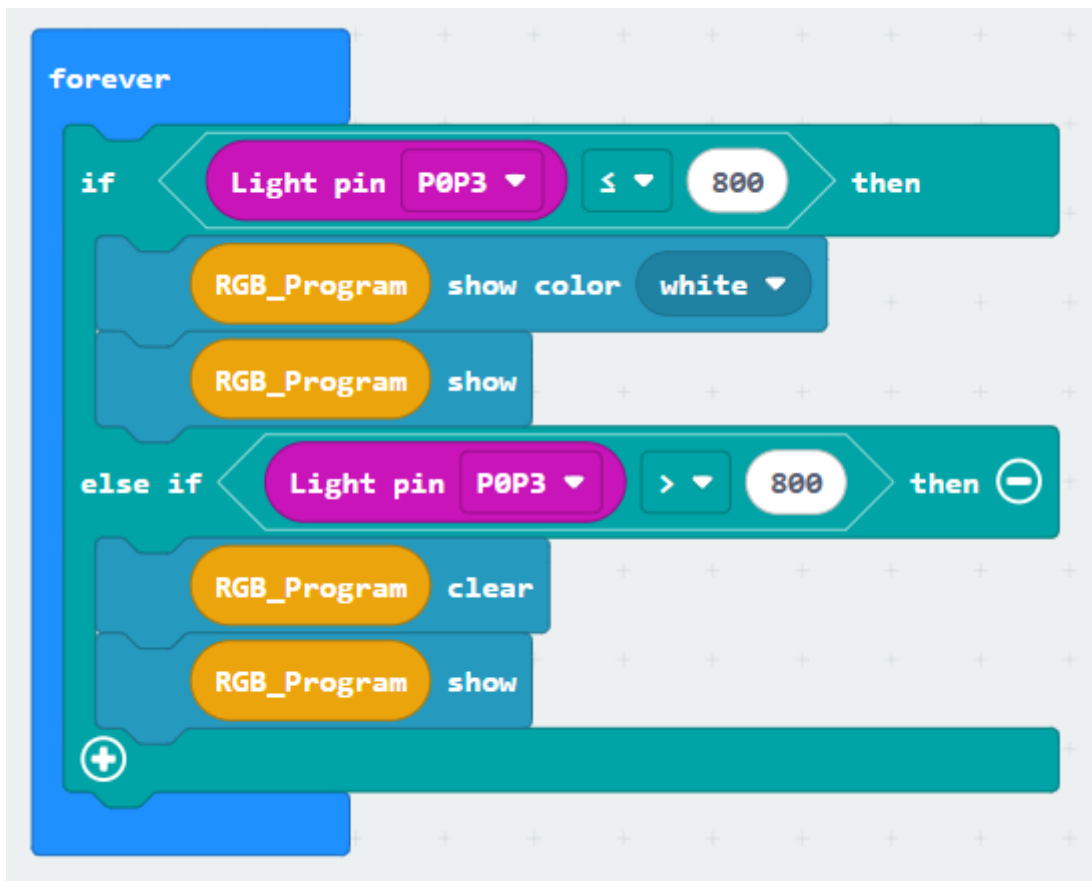 forever
if Light pin P0P3 ≤ 800 then
RGB_Program show color white
RGB_Program show
else if Light pin P0P3 > 800 then
RGB_Program clear
RGB_Program show